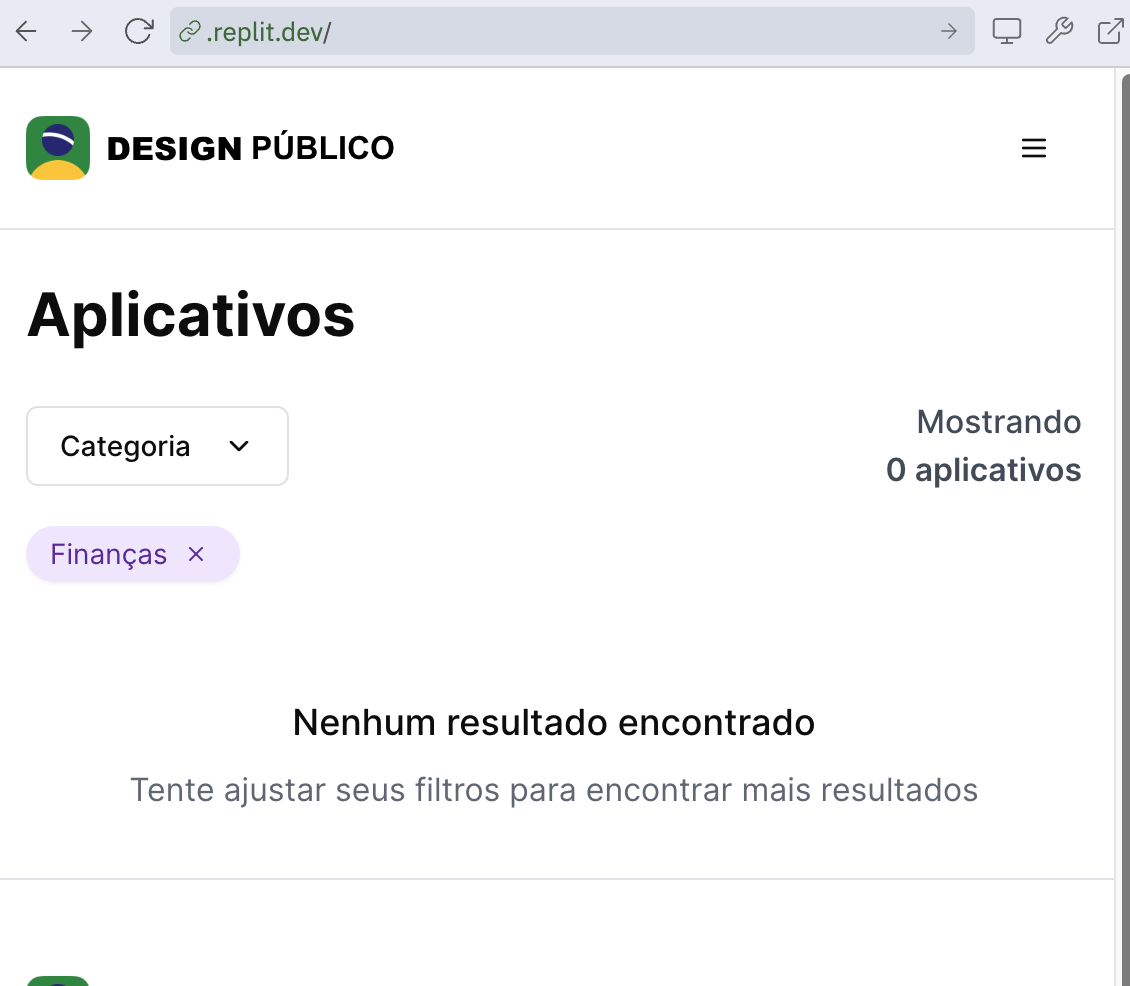 .replit.dev/
DESIGN PÚBLICO
Aplicativos
Categoria
Mostrando
0 aplicativos
Finanças
Nenhum resultado encontrado
Tente ajustar seus filtros para encontrar mais resultados